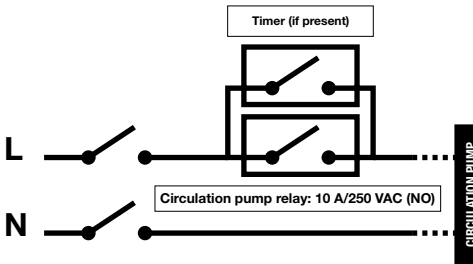 Timer (if present)
L
Circulation pump relay: 10 A/250 VAC (NO)
N
CIRCULATION PUMP